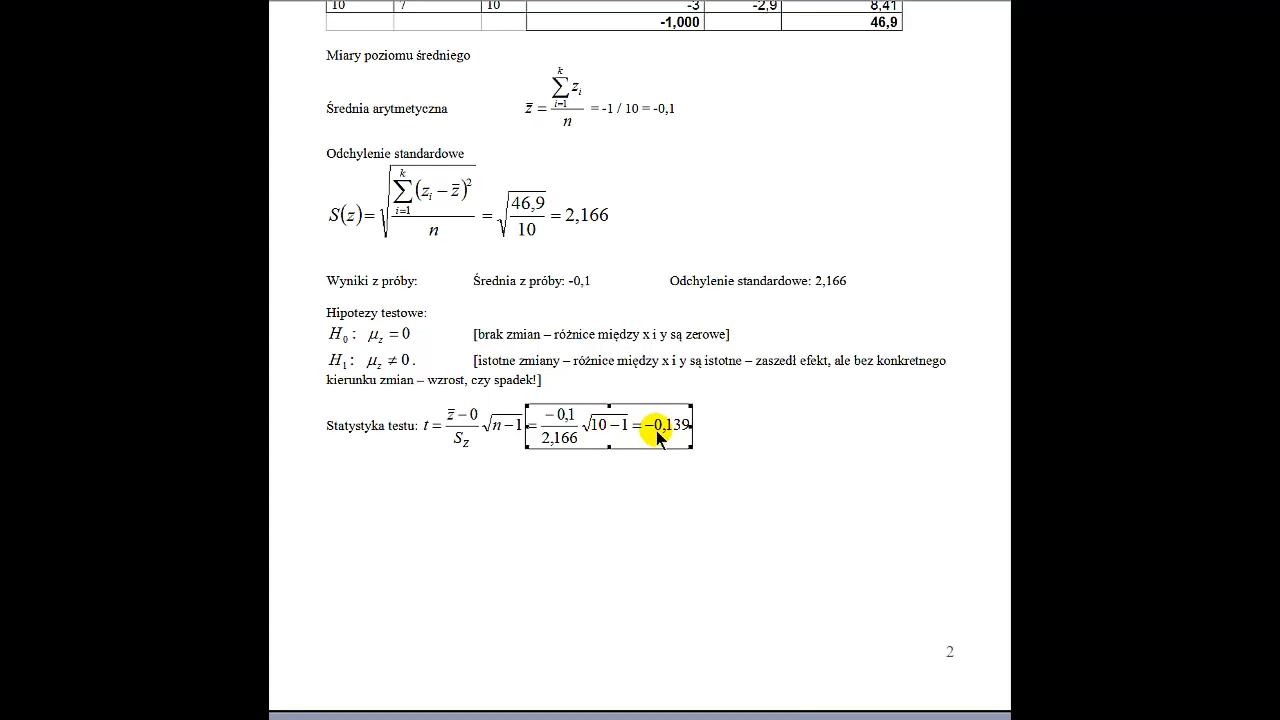 10 7 10 -3 -2,9 8,41
-1,000 46,9
Miary poziomu średniego
Średnia arytmetyczna z̄ = ∑_{i=1}^{k} z_i / n = -1 / 10 = -0,1
Odchylenie standardowe
S(z) = √(∑_{i=1}^{k} (z_i − z̄)² / n) = √(46,9 / 10) = 2,166
Wyniki z próby: Średnia z próby: -0,1 Odchylenie standardowe: 2,166
Hipotezy testowe:
H₀ : μ_z = 0 [brak zmian – różnice między x i y są zerowe]
H₁ : μ_z ≠ 0 . [istotne zmiany – różnice między x i y są istotne – zaszedł efekt, ale bez konkretnego
kierunku zmian – wzrost, czy spadek!]
Statystyka testu: t = (z̄ − 0) / S_Z √(n − 1) = (−0,1 / 2,166) √(10 − 1) = −0,139
2